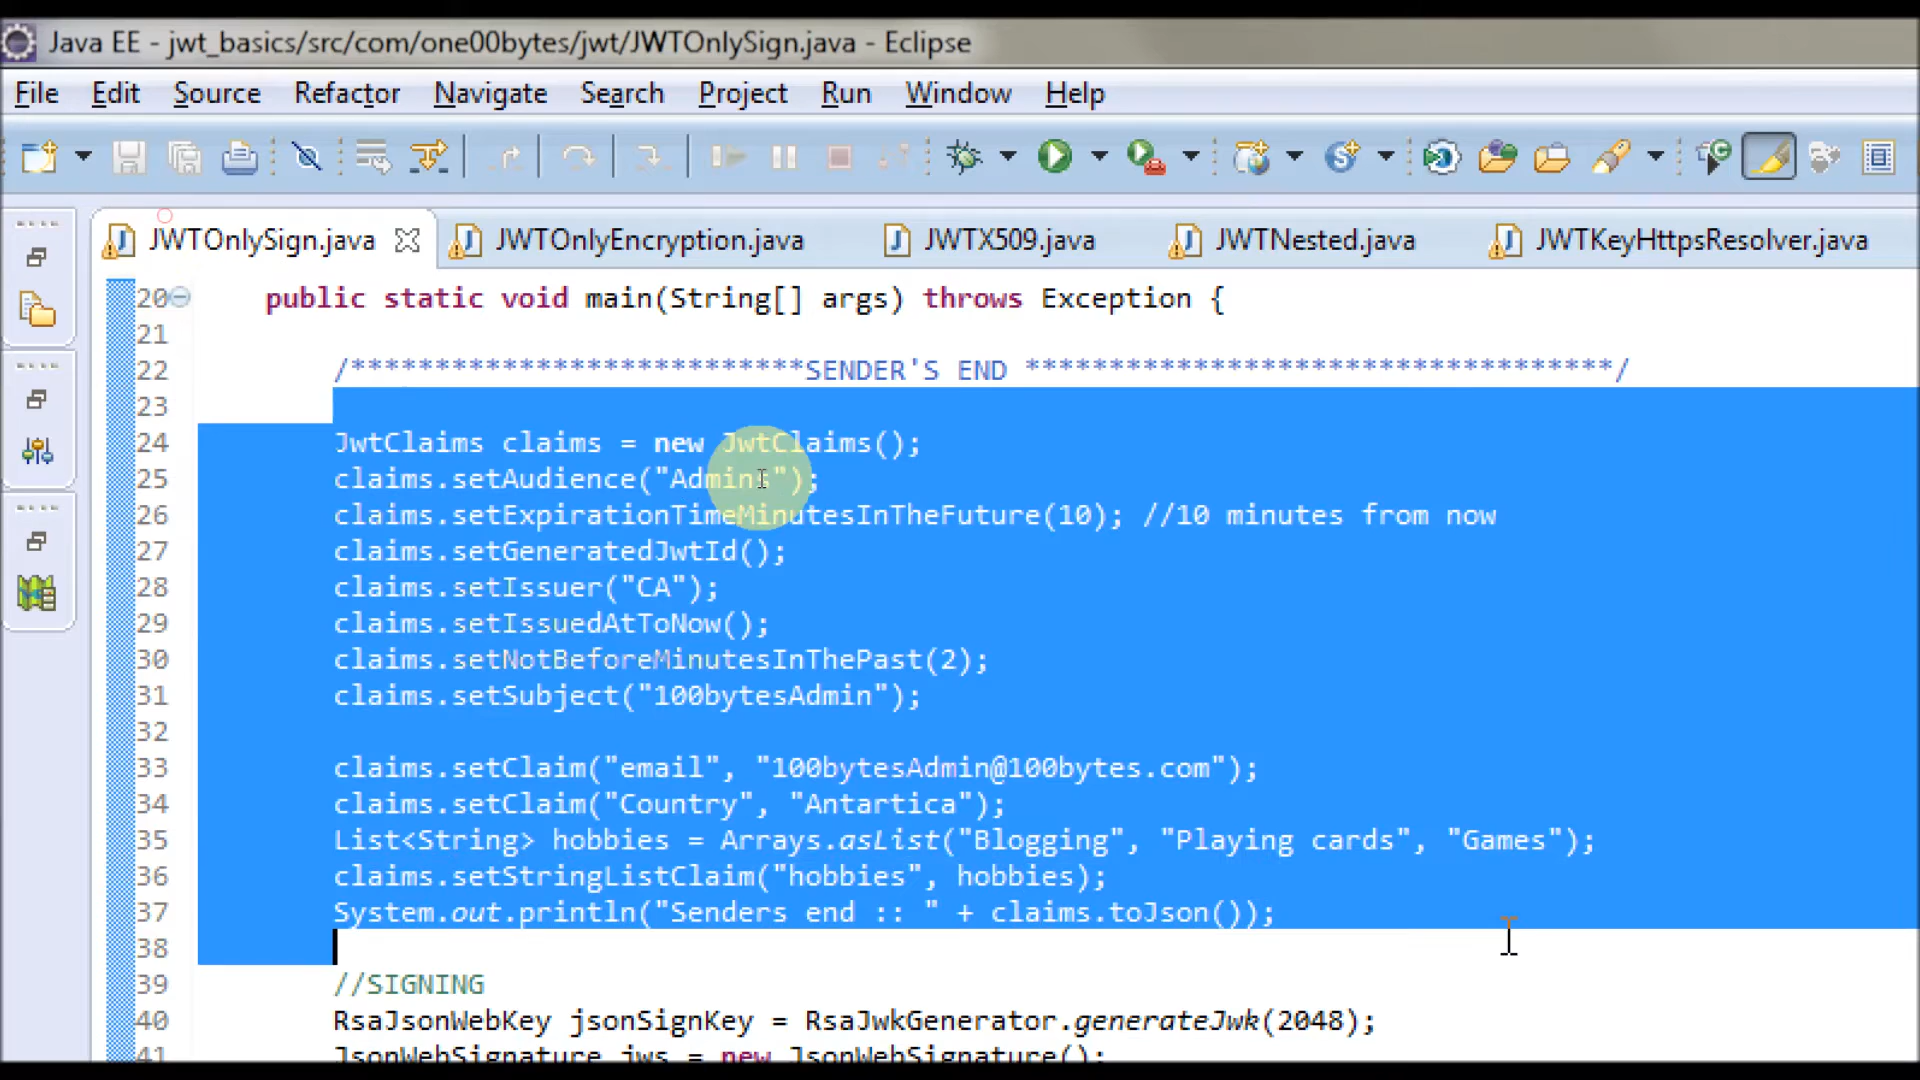 Java EE - jwt_basics/src/com/one00bytes/jwt/JWTOnlySign.java - Eclipse
File Edit Source Refactor Navigate Search Project Run Window Help
JWTOnlySign.java JWTOnlyEncryption.java JWTX509.java JWTNested.java JWTKeyHttpsResolver.java
20 public static void main(String[] args) throws Exception {
21
22 /***************************SENDER'S END ***********************************/
23
24 JwtClaims claims = new JwtClaims();
25 claims.setAudience("Admins");
26 claims.setExpirationTimeMinutesInTheFuture(10); //10 minutes from now
27 claims.setGeneratedJwtId();
28 claims.setIssuer("CA");
29 claims.setIssuedAtToNow();
30 claims.setNotBeforeMinutesInThePast(2);
31 claims.setSubject("100bytesAdmin");
32
33 claims.setClaim("email", "100bytesAdmin@100bytes.com");
34 claims.setClaim("Country", "Antartica");
35 List<String> hobbies = Arrays.asList("Blogging", "Playing cards", "Games");
36 claims.setStringListClaim("hobbies", hobbies);
37 System.out.println("Senders end :: " + claims.toJson());
38
39 //SIGNING
40 RsaJsonWebKey jsonSignKey = RsaJwkGenerator.generateJwk(2048);
41 JsonWebSignature jws = new JsonWebSignature();